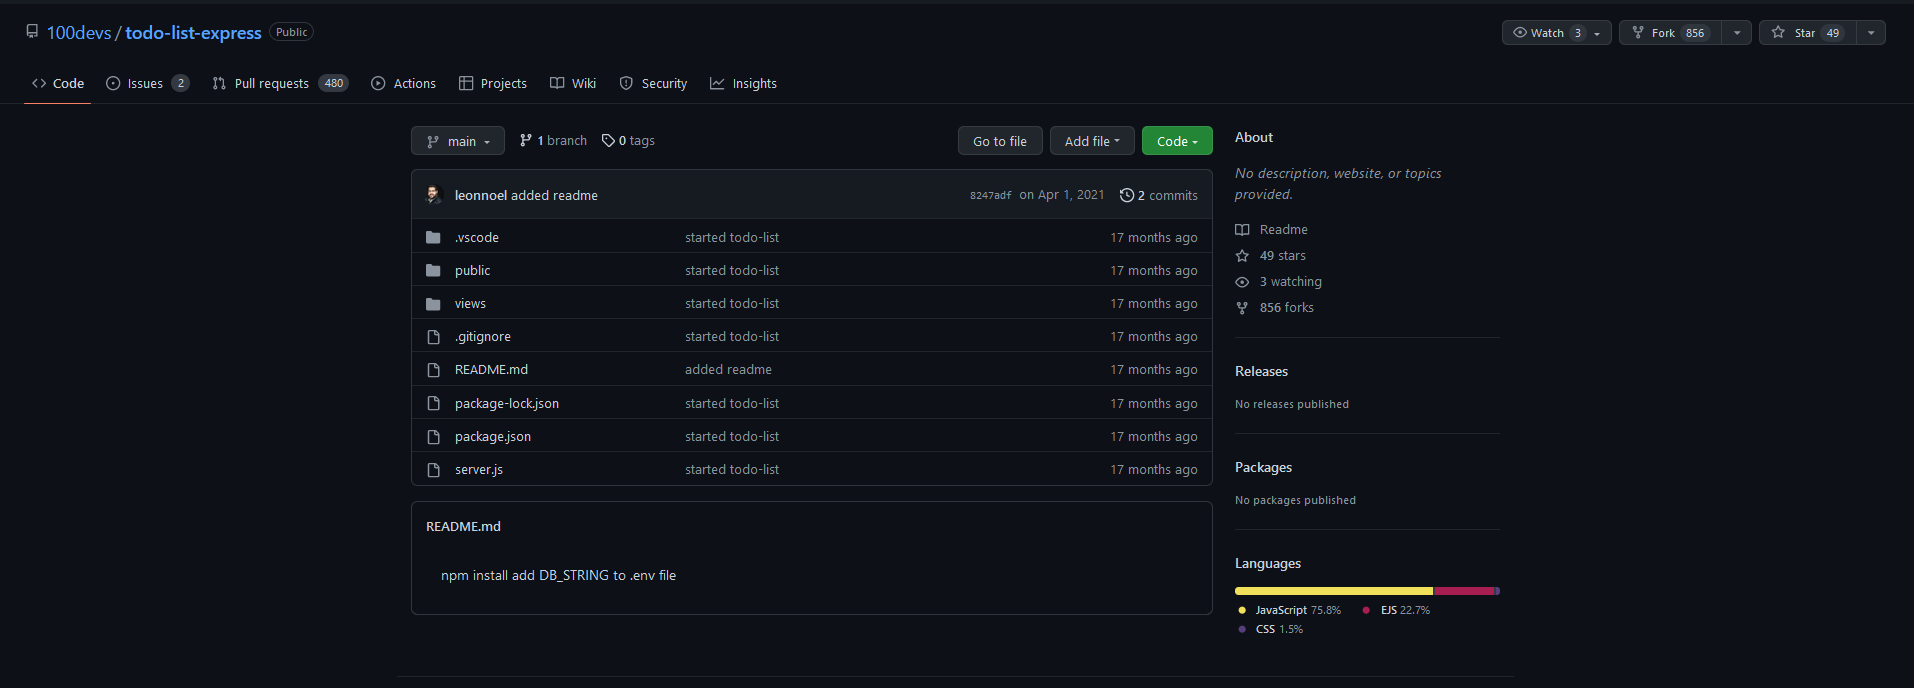 100devs / todo-list-express Public
Watch 3 Fork 856 Star 49
Code Issues 2 Pull requests 480 Actions Projects Wiki Security Insights
main 1 branch 0 tags Go to file Add file Code
leonnoel added readme 8247adf on Apr 1, 2021 2 commits
.vscode started todo-list 17 months ago
public started todo-list 17 months ago
views started todo-list 17 months ago
.gitignore started todo-list 17 months ago
README.md added readme 17 months ago
package-lock.json started todo-list 17 months ago
package.json started todo-list 17 months ago
server.js started todo-list 17 months ago
README.md
npm install add DB_STRING to .env file
About
No description, website, or topics
provided.
Readme
49 stars
3 watching
856 forks
Releases
No releases published
Packages
No packages published
Languages
JavaScript 75.8% EJS 22.7%
CSS 1.5%